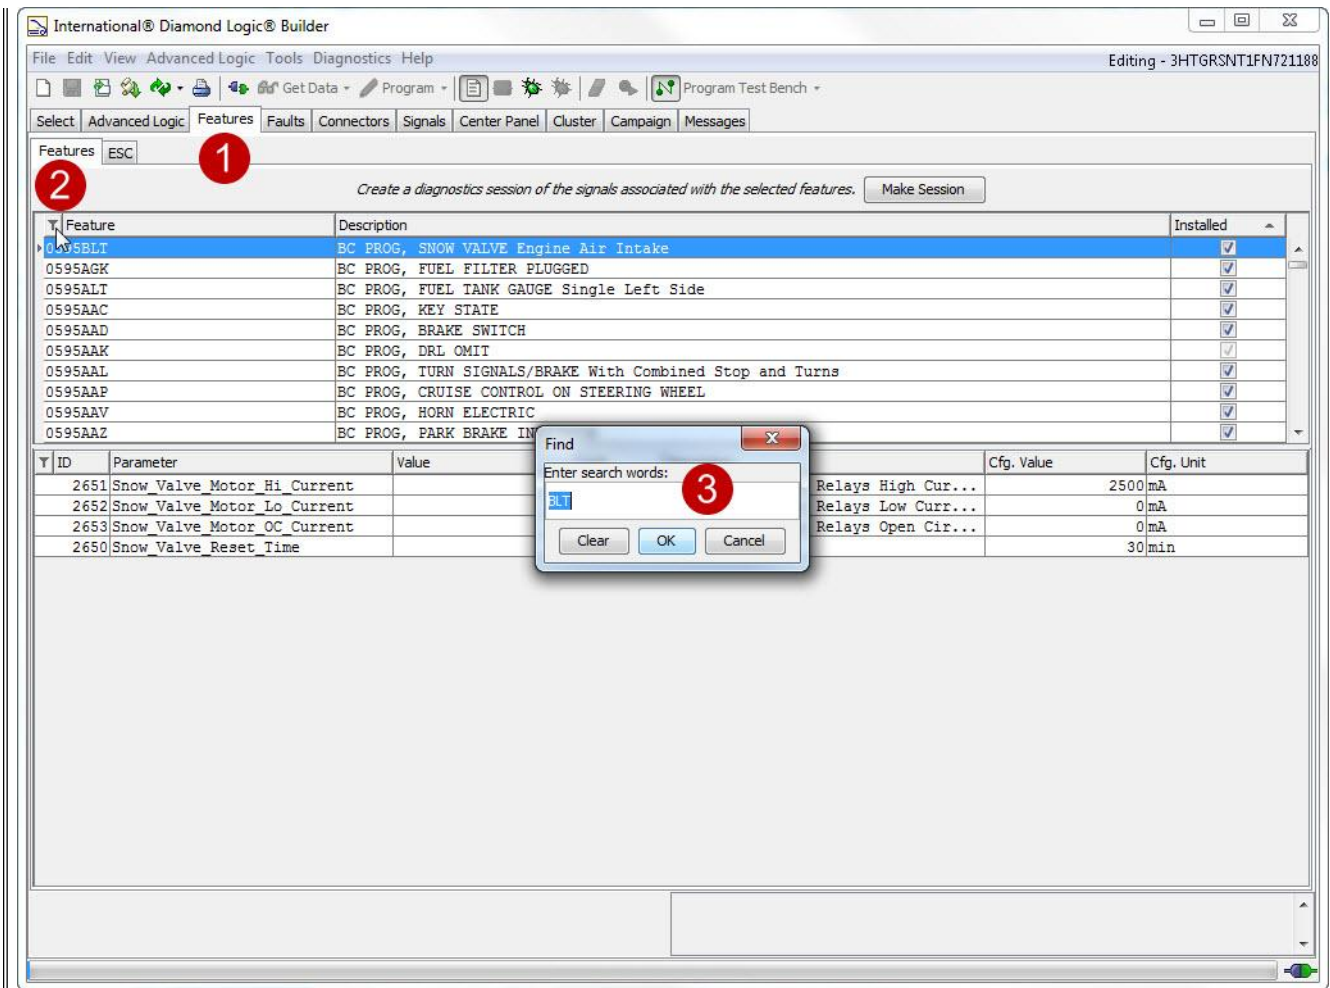 International® Diamond Logic® Builder
File Edit View Advanced Logic Tools Diagnostics Help Editing - 3HTGRSNT1FN721188
Get Data Program Program Test Bench
Select Advanced Logic Features Faults Connectors Signals Center Panel Cluster Campaign Messages
Features ESC
1
2
Create a diagnostics session of the signals associated with the selected features. Make Session
Feature Description Installed
BC PROG, SNOW VALVE Engine Air Intake
0595AGK BC PROG, FUEL FILTER PLUGGED
0595ALT BC PROG, FUEL TANK GAUGE Single Left Side
0595AAC BC PROG, KEY STATE
0595AAD BC PROG, BRAKE SWITCH
0595AAK BC PROG, DRL OMIT
0595AAL BC PROG, TURN SIGNALS/BRAKE With Combined Stop and Turns
0595AAP BC PROG, CRUISE CONTROL ON STEERING WHEEL
0595AAV BC PROG, HORN ELECTRIC
0595AAZ BC PROG, PARK BRAKE
Find
Enter search words:
3
BLT
Clear OK Cancel
ID Parameter Value Cfg. Value Cfg. Unit
2651 Snow_Valve_Motor_Hi_Current Relays High Cur... 2500 mA
2652 Snow_Valve_Motor_Lo_Current Relays Low Curr... 0 mA
2653 Snow_Valve_Motor_OC_Current Relays Open Cir... 0 mA
2650 Snow_Valve_Reset_Time 30 min